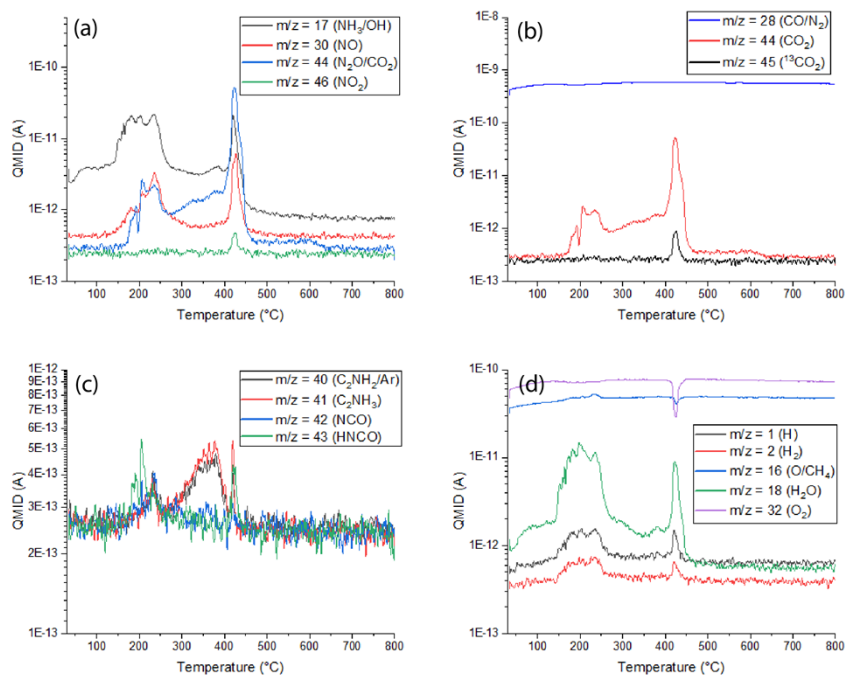 (a)
m/z = 17 (NH₃/OH)
m/z = 30 (NO)
m/z = 44 (N₂O/CO₂)
m/z = 46 (NO₂)
1E-10
1E-11
1E-12
1E-13
QMID (A)
100 200 300 400 500 600 700 800
Temperature (°C)
(b)
m/z = 28 (CO/N₂)
m/z = 44 (CO₂)
m/z = 45 (¹³CO₂)
1E-8
1E-9
1E-10
1E-11
1E-12
1E-13
QMID (A)
100 200 300 400 500 600 700 800
Temperature (°C)
(c)
m/z = 40 (C₂NH₂/Ar)
m/z = 41 (C₂NH₃)
m/z = 42 (NCO)
m/z = 43 (HNCO)
1E-12
9E-13
8E-13
7E-13
6E-13
5E-13
4E-13
3E-13
2E-13
1E-13
QMID (A)
100 200 300 400 500 600 700 800
Temperature (°C)
(d)
m/z = 1 (H)
m/z = 2 (H₂)
m/z = 16 (O/CH₄)
m/z = 18 (H₂O)
m/z = 32 (O₂)
1E-10
1E-11
1E-12
1E-13
QMID (A)
100 200 300 400 500 600 700 800
Temperature (°C)